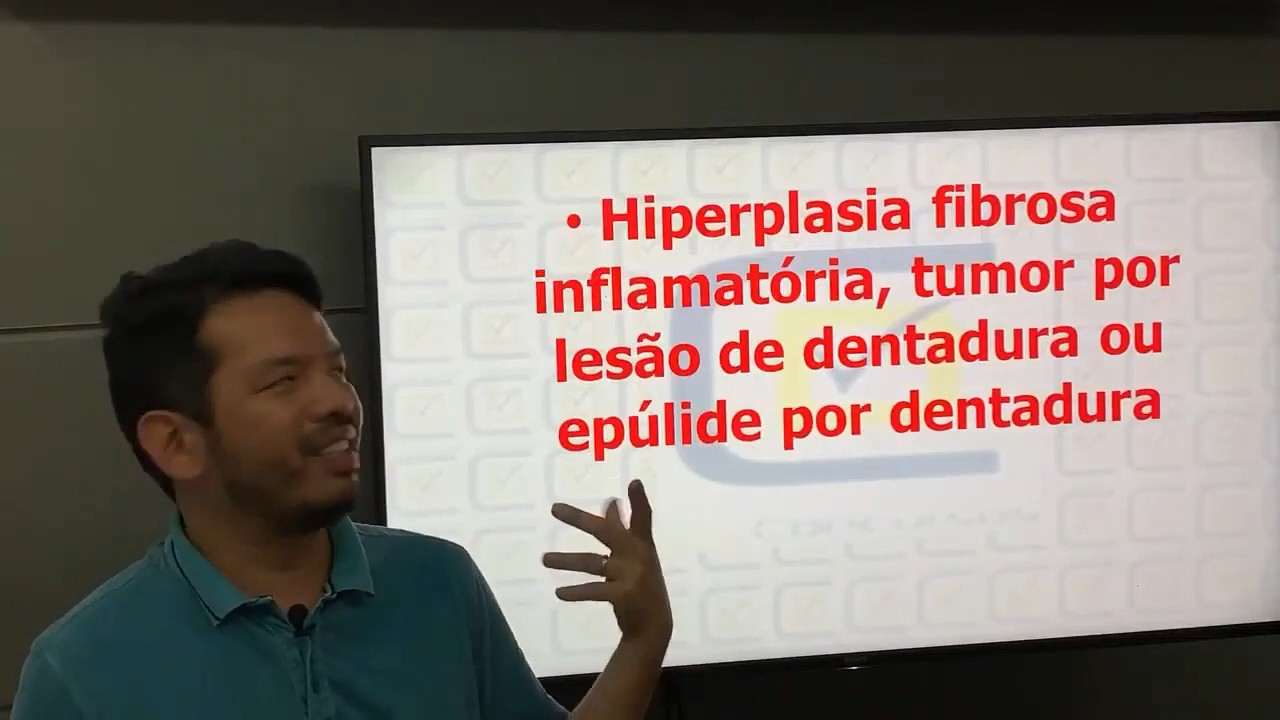 • Hiperplasia fibrosa
inflamatória, tumor por
lesão de dentadura ou
epúlide por dentadura